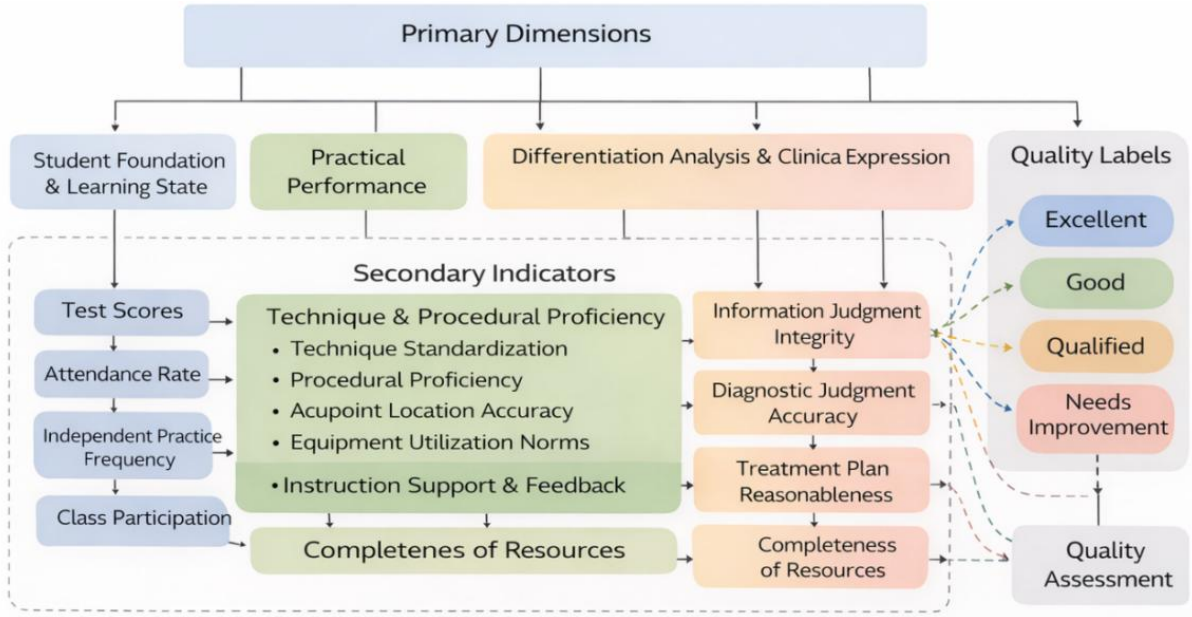 Primary Dimensions
Student Foundation
& Learning State
Practical
Performance
Differentiation Analysis & Clinica Expression
Quality Labels
Excellent
Good
Qualified
Needs
Improvement
Secondary Indicators
Test Scores
Attendance Rate
Independent Practice
Frequency
Class Participation
Technique & Procedural Proficiency
• Technique Standardization
• Procedural Proficiency
• Acupoint Location Accuracy
• Equipment Utilization Norms
• Instruction Support & Feedback
Completenes of Resources
Information Judgment
Integrity
Diagnostic Judgment
Accuracy
Treatment Plan
Reasonableness
Completeness
of Resources
Quality
Assessment